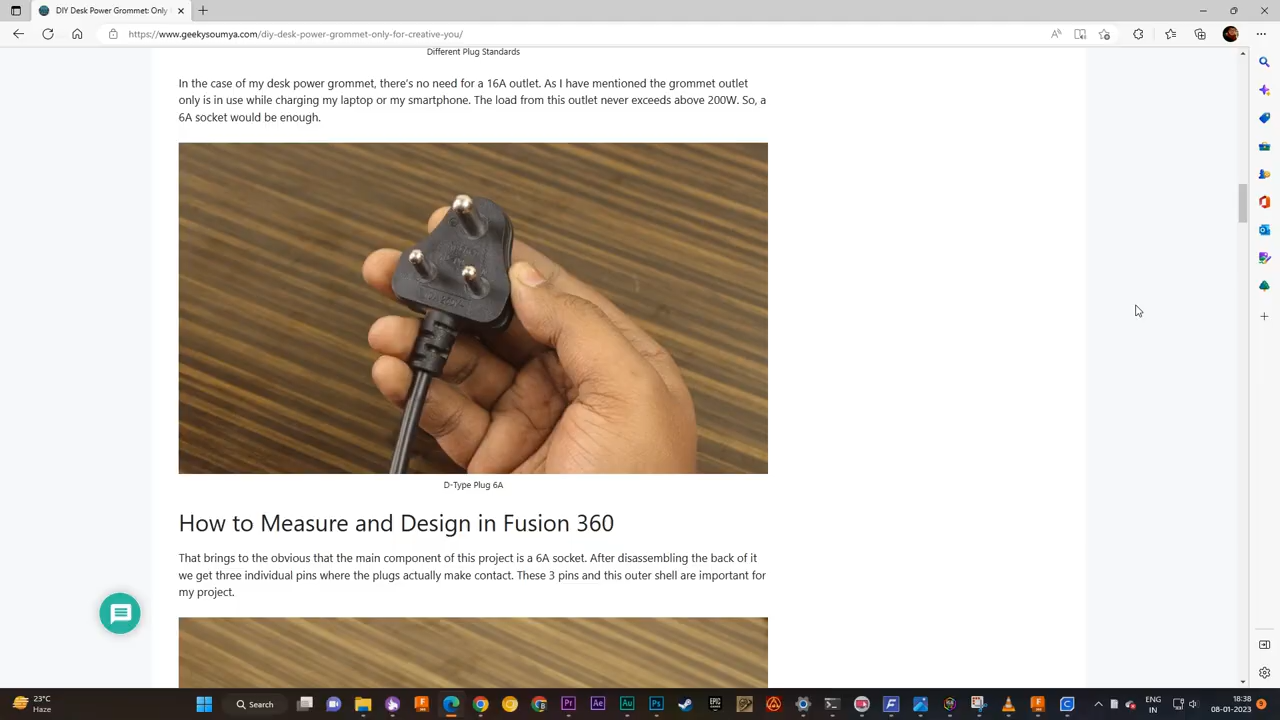 DIY Desk Power Grommet: Only
https://www.geekysoumya.com/diy-desk-power-grommet-only-for-creative-you/
Different Plug Standards
In the case of my desk power grommet, there's no need for a 16A outlet. As I have mentioned the grommet outlet
only is in use while charging my laptop or my smartphone. The load from this outlet never exceeds above 200W. So, a
6A socket would be enough.
D-Type Plug 6A
How to Measure and Design in Fusion 360
That brings to the obvious that the main component of this project is a 6A socket. After disassembling the back of it
we get three individual pins where the plugs actually make contact. These 3 pins and this outer shell are important for
my project.
23°C
Haze
Search
ENG
IN
18:38
08-01-2023